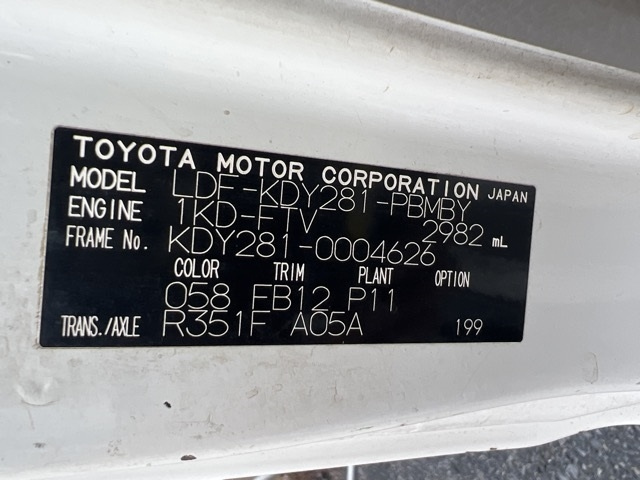 TOYOTA MOTOR CORPORATION JAPAN
MODEL LDF-KDY281-PBMBY
ENGINE 1KD-FTV 2982 mL
FRAME No. KDY281-0004626
COLOR TRIM PLANT OPTION
058 FB12 P11
TRANS./AXLE R351F A05A 199